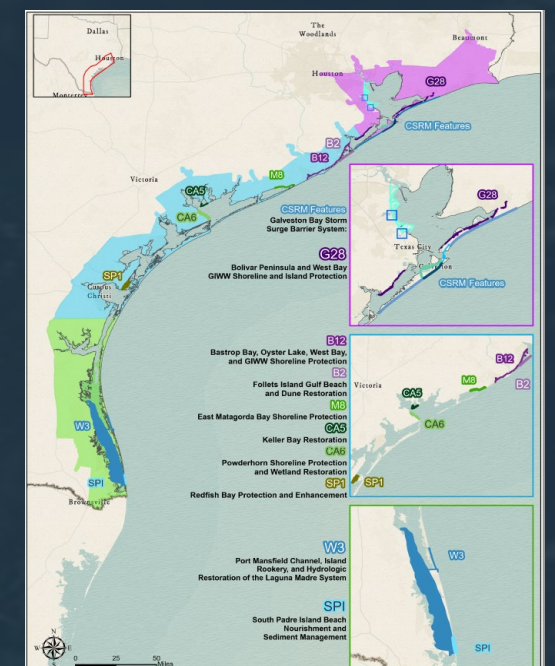 Dallas
Houston
Monterrey
The
Woodlands
Beaumont
Houston
G28
CSRM Features
B2
B12
Victoria
M8
CA5
CA6
SP1
Corpus
Christi
W3
SPI
Brownsville
CSRM Features
Galveston Bay Storm
Surge Barrier System:
G28
Bolivar Peninsula and West Bay
GIWW Shoreline and Island Protection
B12
Bastrop Bay, Oyster Lake, West Bay,
and GIWW Shoreline Protection
B2
Follets Island Gulf Beach
and Dune Restoration
M8
East Matagorda Bay Shoreline Protection
CA5
Keller Bay Restoration
CA6
Powderhorn Shoreline Protection
and Wetland Restoration
SP1
Redfish Bay Protection and Enhancement
W3
Port Mansfield Channel, Island
Rookery, and Hydrologic
Restoration of the Laguna Madre System
SPI
South Padre Island Beach
Nourishment and
Sediment Management
G28
Texas City
Galveston
CSRM Features
Victoria
B12
B2
M8
CA5
CA6
SP1
W3
SPI
N
W E
S
0 25 50
Miles